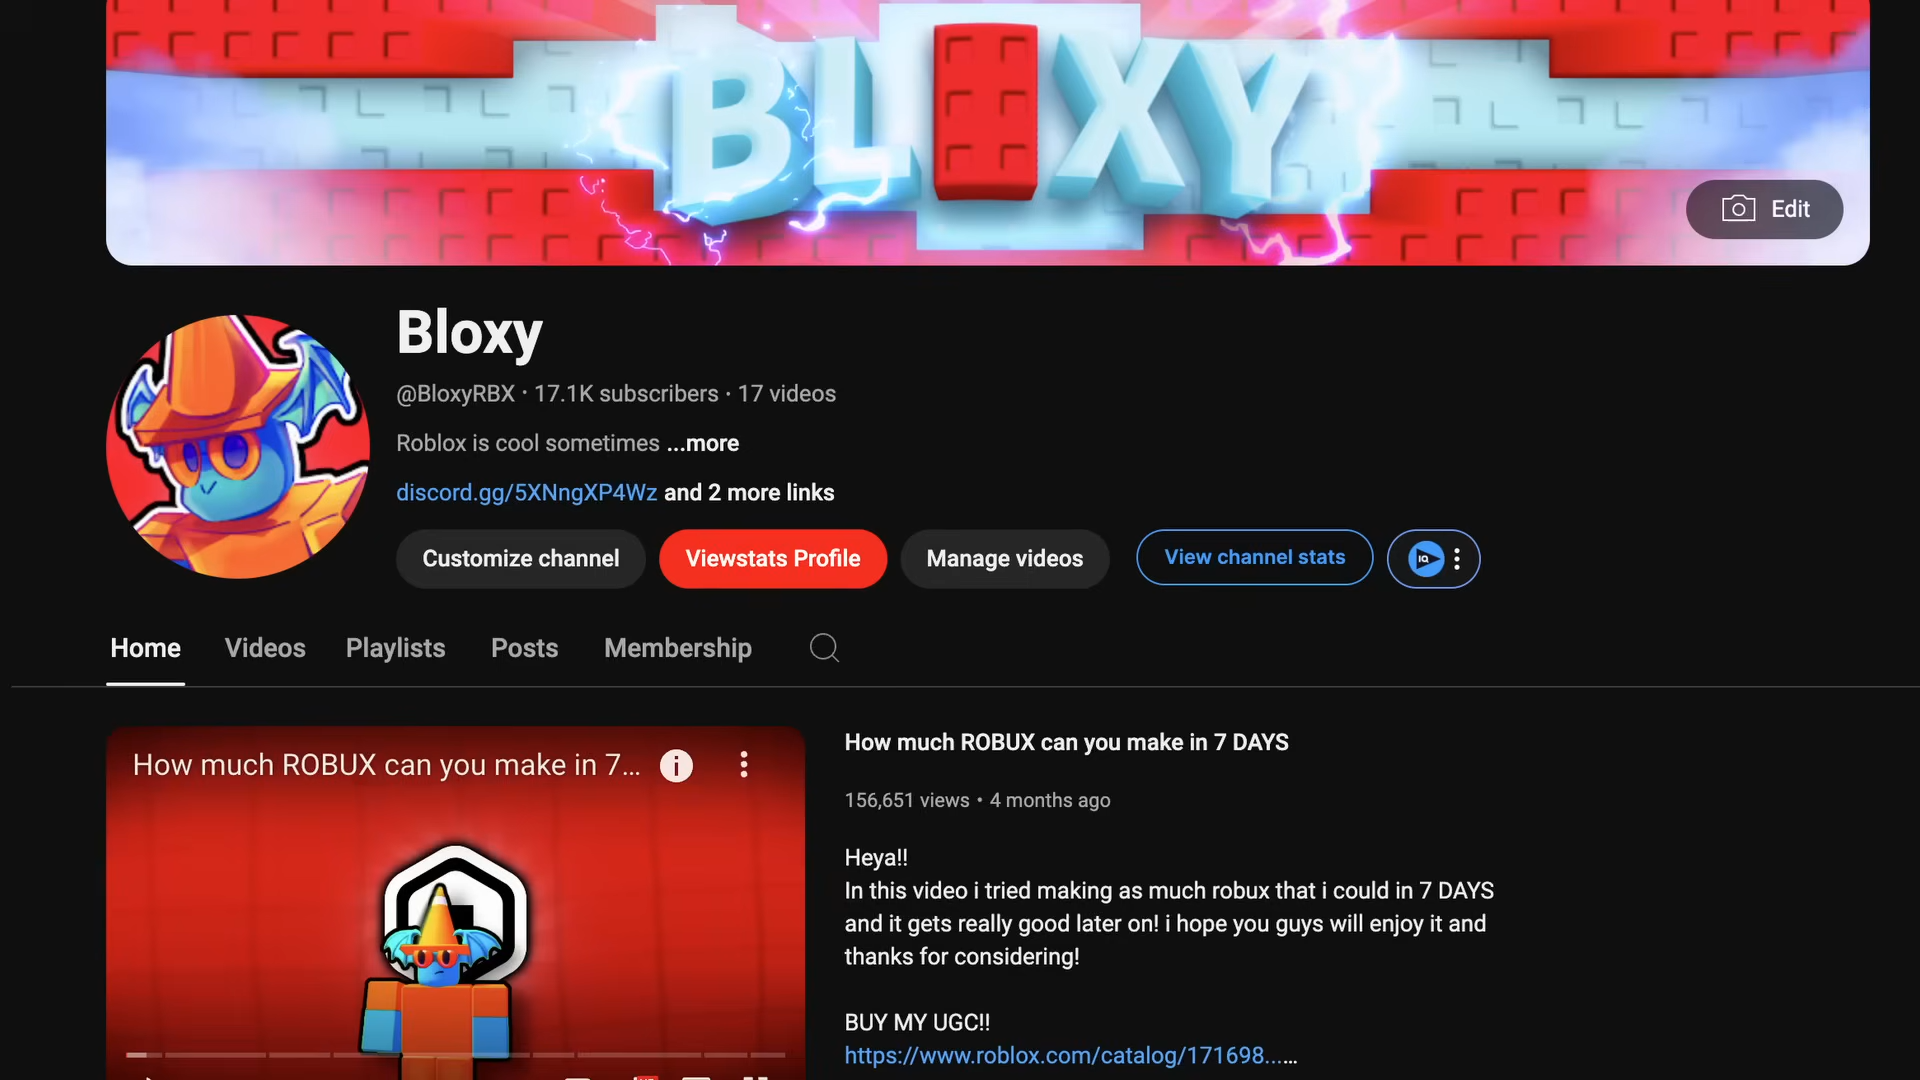 BLOXY
Edit
Bloxy
@BloxyRBX · 17.1K subscribers · 17 videos
Roblox is cool sometimes ...more
discord.gg/5XNngXP4Wz and 2 more links
Customize channel
Viewstats Profile
Manage videos
View channel stats
IQ
Home
Videos
Playlists
Posts
Membership
How much ROBUX can you make in 7...
How much ROBUX can you make in 7 DAYS
156,651 views • 4 months ago
Heya!!
In this video i tried making as much robux that i could in 7 DAYS
and it gets really good later on! i hope you guys will enjoy it and
thanks for considering!
BUY MY UGC!!
https://www.roblox.com/catalog/171698......